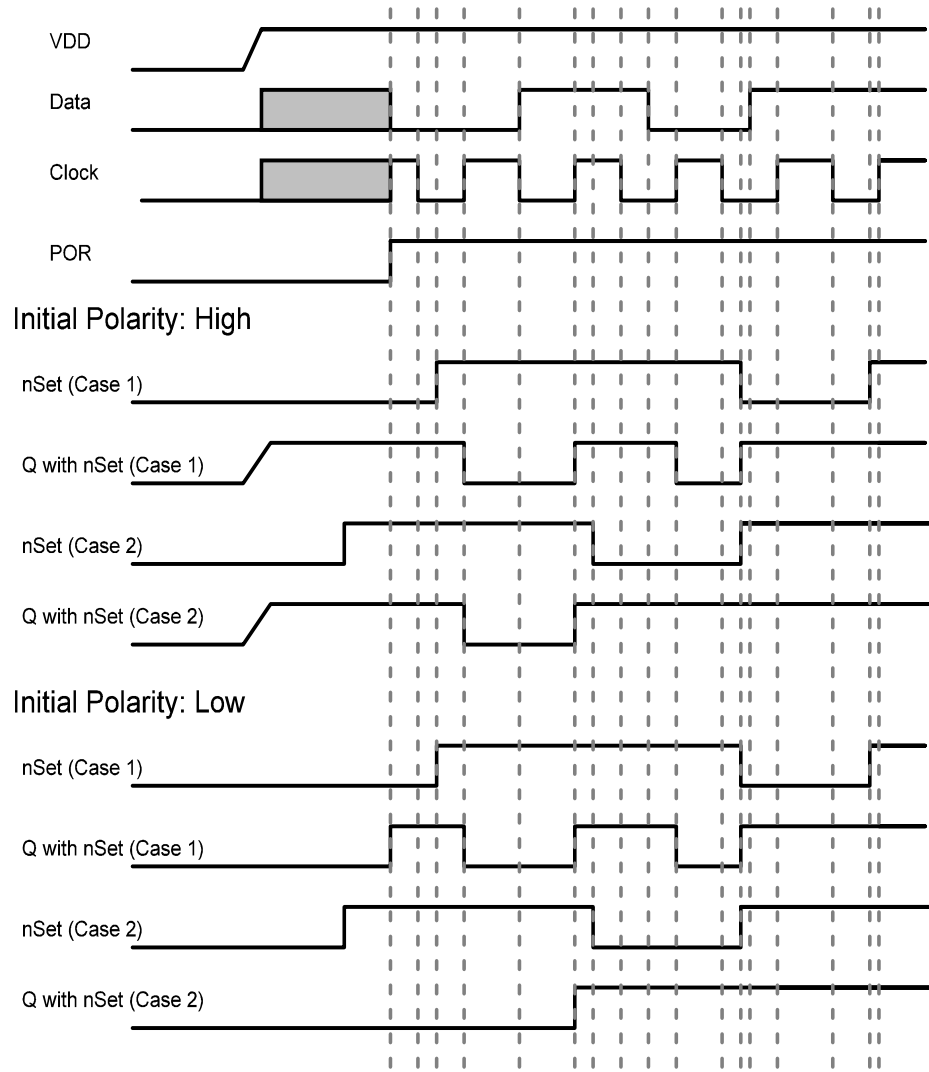 VDD
Data
Clock
POR
Initial Polarity: High
nSet (Case 1)
Q with nSet (Case 1)
nSet (Case 2)
Q with nSet (Case 2)
Initial Polarity: Low
nSet (Case 1)
Q with nSet (Case 1)
nSet (Case 2)
Q with nSet (Case 2)